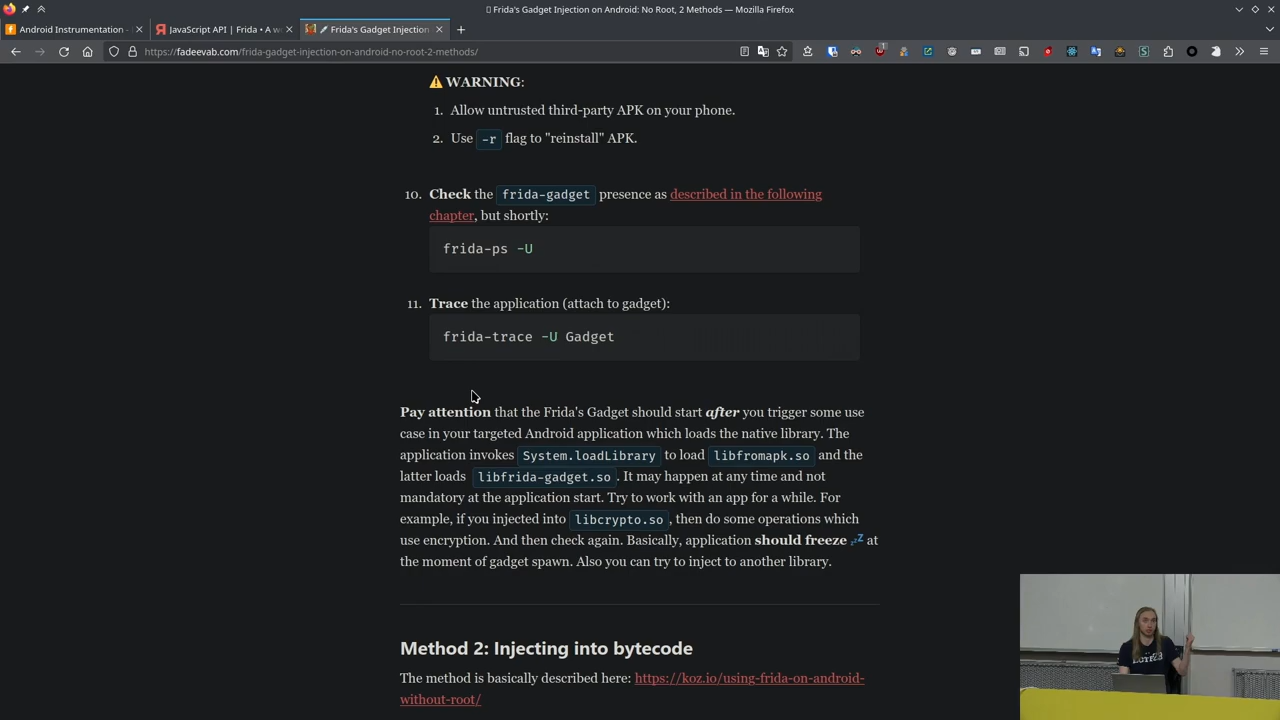 Frida's Gadget Injection on Android: No Root, 2 Methods — Mozilla Firefox
Android Instrumentation
JavaScript API | Frida • A w
Frida's Gadget Injection
https://fadeevab.com/frida-gadget-injection-on-android-no-root-2-methods/
WARNING:
1. Allow untrusted third-party APK on your phone.
2. Use -r flag to "reinstall" APK.
10. Check the frida-gadget presence as described in the following
chapter, but shortly:
frida-ps -U
11. Trace the application (attach to gadget):
frida-trace -U Gadget
Pay attention that the Frida's Gadget should start after you trigger some use
case in your targeted Android application which loads the native library. The
application invokes System.loadLibrary to load libfromapk.so and the
latter loads libfrida-gadget.so. It may happen at any time and not
mandatory at the application start. Try to work with an app for a while. For
example, if you injected into libcrypto.so, then do some operations which
use encryption. And then check again. Basically, application should freeze 💤 at
the moment of gadget spawn. Also you can try to inject to another library.
Method 2: Injecting into bytecode
The method is basically described here: https://koz.io/using-frida-on-android-
without-root/